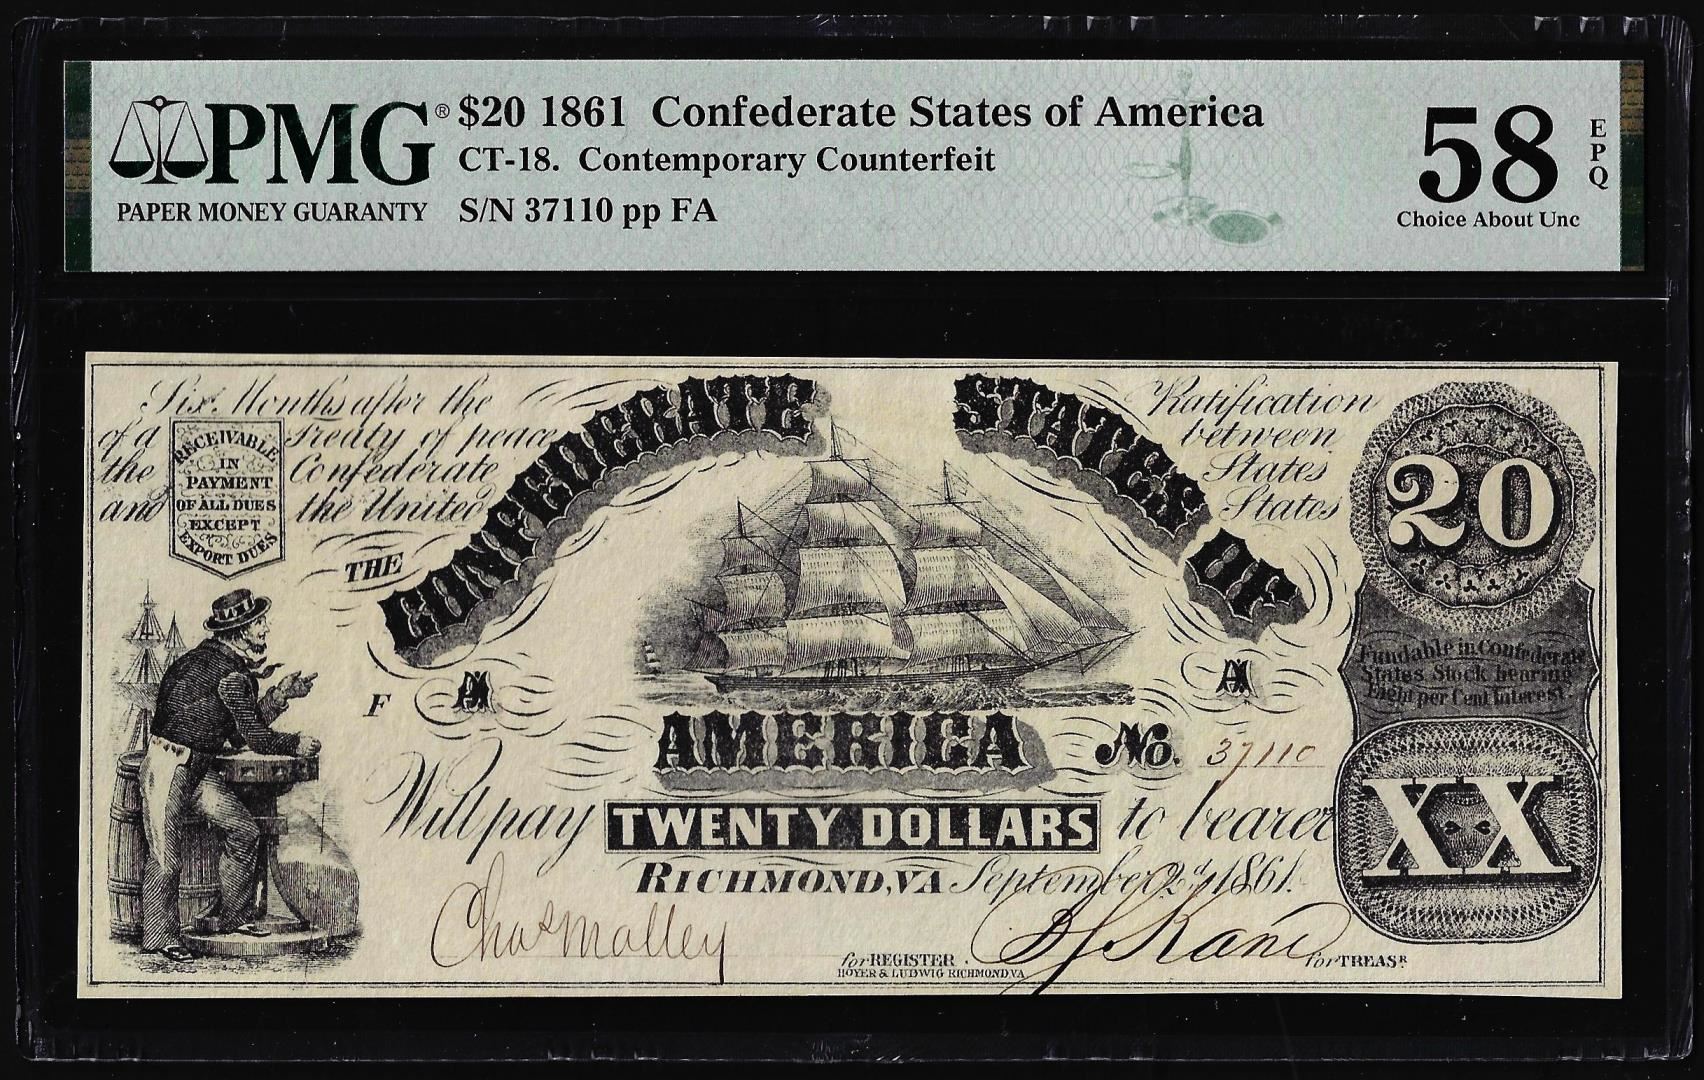 PMG® $20 1861 Confederate States of America 58 EPQ
CT-18. Contemporary Counterfeit
PAPER MONEY GUARANTY S/N 37110 pp FA Choice About Unc
Six Months after the Ratification
of a Treaty of peace between
the Confederate States
and the United States
RECEIVABLE
IN
PAYMENT
OF ALL DUES
EXCEPT
EXPORT DUES
THE CONFEDERATE STATES OF
AMERICA
20
Fundable in Confederate
States Stock bearing
Eight per Cent Interest.
F A A
No. 37110
Will pay TWENTY DOLLARS to bearer
XX
RICHMOND, VA September 2d, 1861.
Chas Malley
for REGISTER
for TREASR
HOYER & LUDWIG RICHMOND, VA